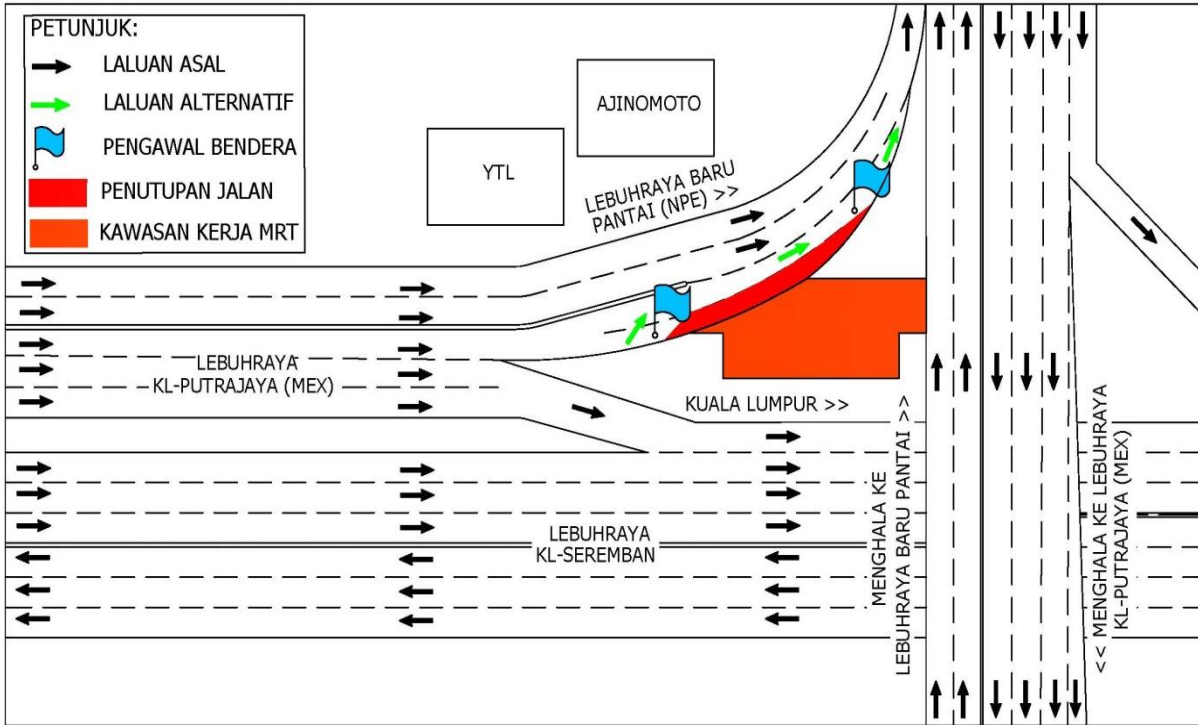 PETUNJUK:
LALUAN ASAL
LALUAN ALTERNATIF
PENGAWAL BENDERA
PENUTUPAN JALAN
KAWASAN KERJA MRT
AJINOMOTO
YTL
LEBUHRAYA BARU
PANTAI (NPE) >>
LEBUHRAYA
KL-PUTRAJAYA (MEX)
KUALA LUMPUR >>
LEBUHRAYA
KL-SEREMBAN
MENGHALA KE
LEBUHRAYA BARU PANTAI >>
<< MENGHALA KE LEBUHRAYA
KL-PUTRAJAYA (MEX)